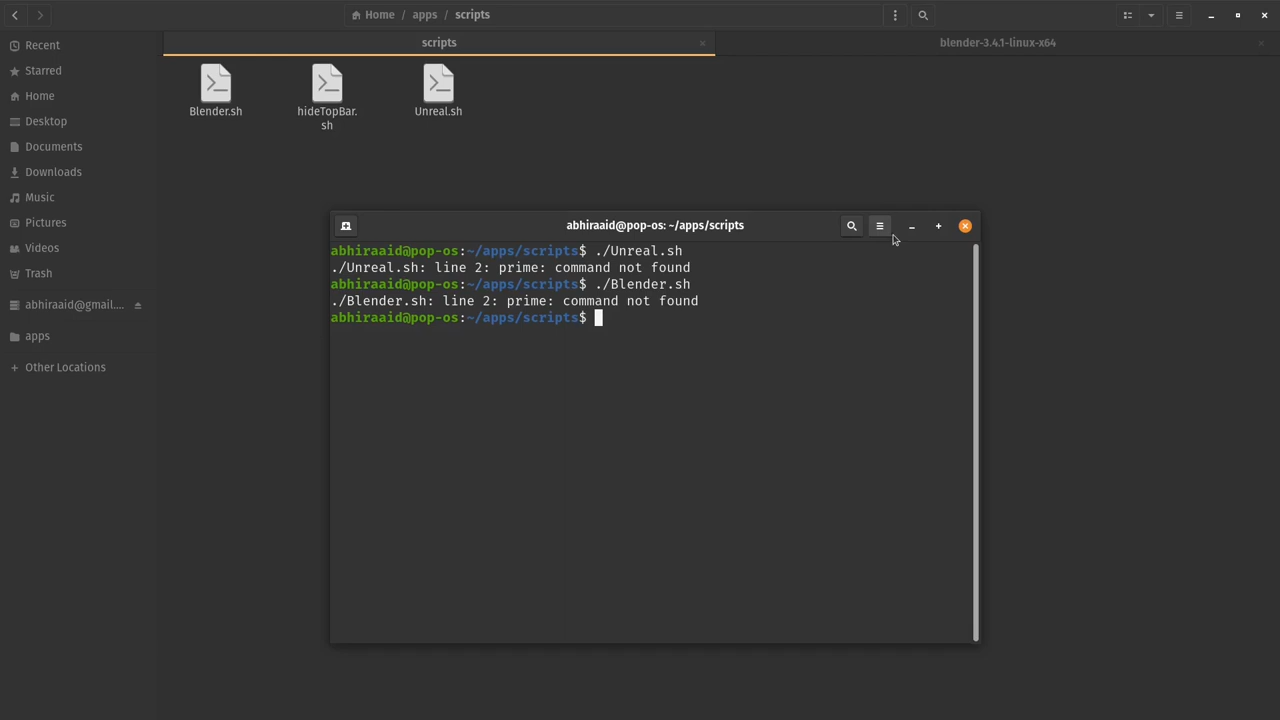 Home / apps / scripts
Recent
Starred
Home
Desktop
Documents
Downloads
Music
Pictures
Videos
Trash
abhiraaid@gmail....
apps
+ Other Locations
scripts
blender-3.4.1-linux-x64
Blender.sh
hideTopBar.
sh
Unreal.sh
abhiraaid@pop-os: ~/apps/scripts
abhiraaid@pop-os:~/apps/scripts$ ./Unreal.sh
./Unreal.sh: line 2: prime: command not found
abhiraaid@pop-os:~/apps/scripts$ ./Blender.sh
./Blender.sh: line 2: prime: command not found
abhiraaid@pop-os:~/apps/scripts$